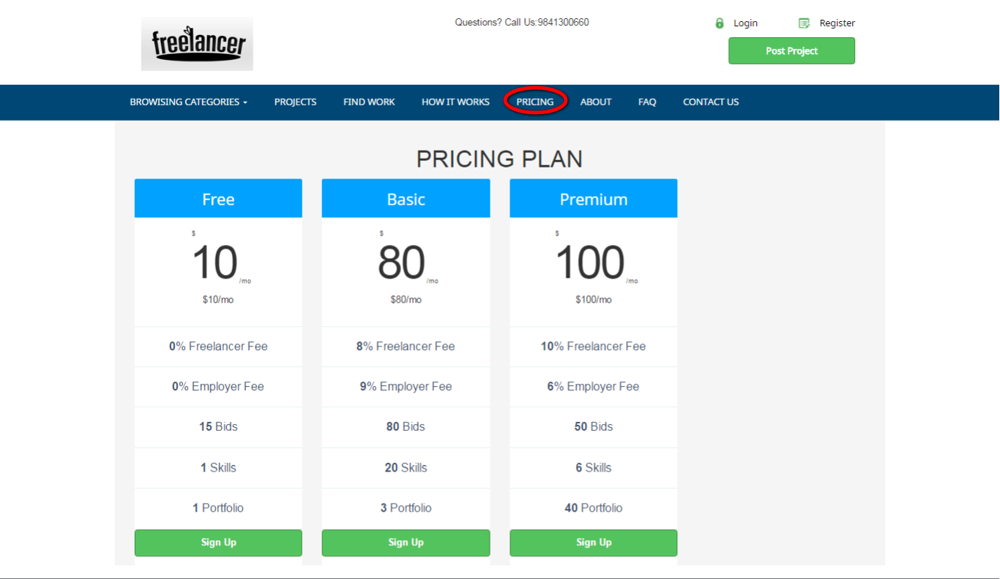 freelancer
Questions? Call Us:9841300660
Login
Register
Post Project
BROWISING CATEGORIES
PROJECTS
FIND WORK
HOW IT WORKS
PRICING
ABOUT
FAQ
CONTACT US
PRICING PLAN
Free
$
10
/mo
$10/mo
0% Freelancer Fee
0% Employer Fee
15 Bids
1 Skills
1 Portfolio
Sign Up
Basic
$
80
/mo
$80/mo
8% Freelancer Fee
9% Employer Fee
80 Bids
20 Skills
3 Portfolio
Sign Up
Premium
$
100
/mo
$100/mo
10% Freelancer Fee
6% Employer Fee
50 Bids
6 Skills
40 Portfolio
Sign Up